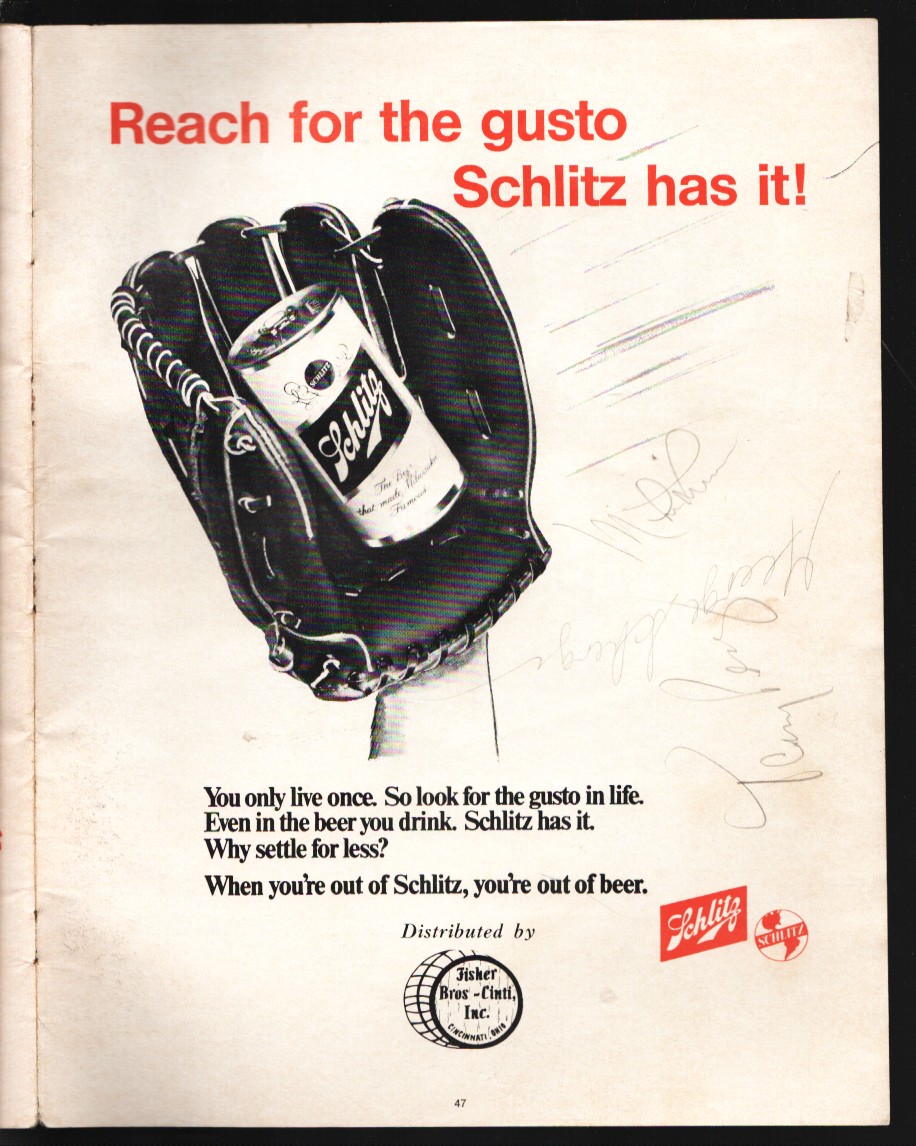 Reach for the gusto
Schlitz has it!
SCHLITZ
Schlitz
The Beer
that made Milwaukee
Famous
George Scherger
You only live once. So look for the gusto in life.
Even in the beer you drink. Schlitz has it.
Why settle for less?
When you're out of Schlitz, you're out of beer.
Schlitz
SCHLITZ
Distributed by
Fisher
Bros -Cinti,
Inc.
CINCINNATI, OHIO
47